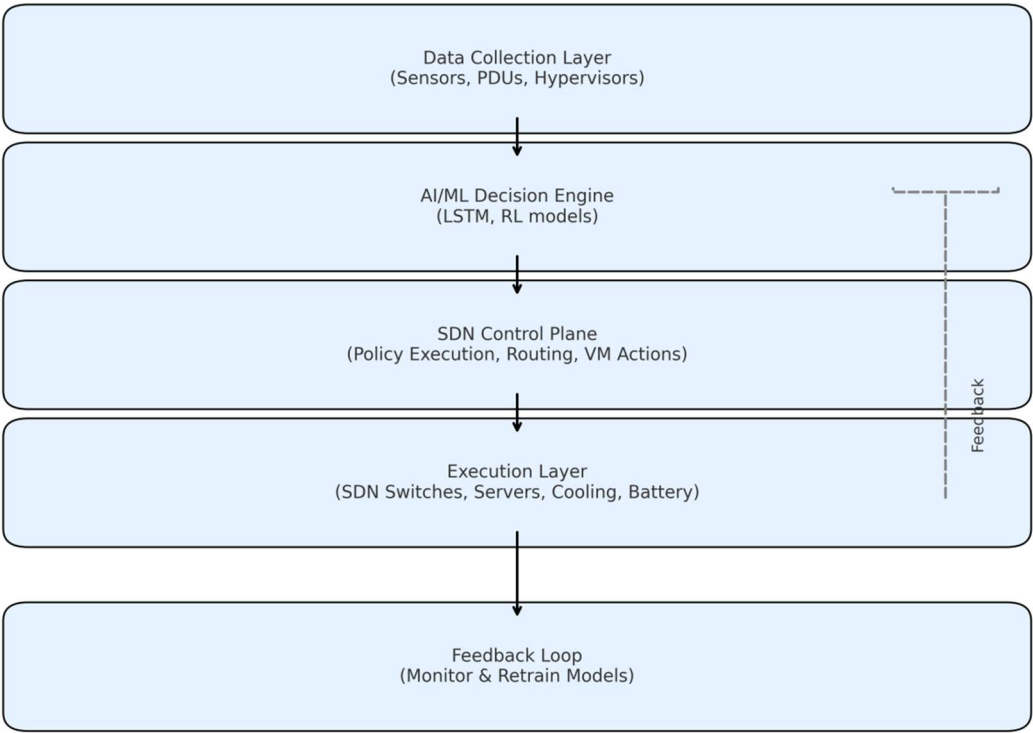 Data Collection Layer
(Sensors, PDUs, Hypervisors)
AI/ML Decision Engine
(LSTM, RL models)
SDN Control Plane
(Policy Execution, Routing, VM Actions)
Feedback
Execution Layer
(SDN Switches, Servers, Cooling, Battery)
Feedback Loop
(Monitor & Retrain Models)